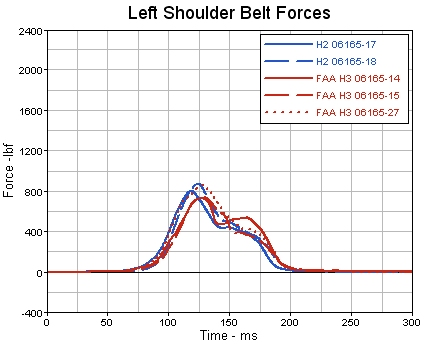 Left Shoulder Belt Forces
2400
2000
1600
1200
800
400
0
-400
Force -lbf
H2 06165-17
H2 06165-18
FAA H3 06165-14
FAA H3 06165-15
FAA H3 06165-27
0 50 100 150 200 250 300
Time - ms